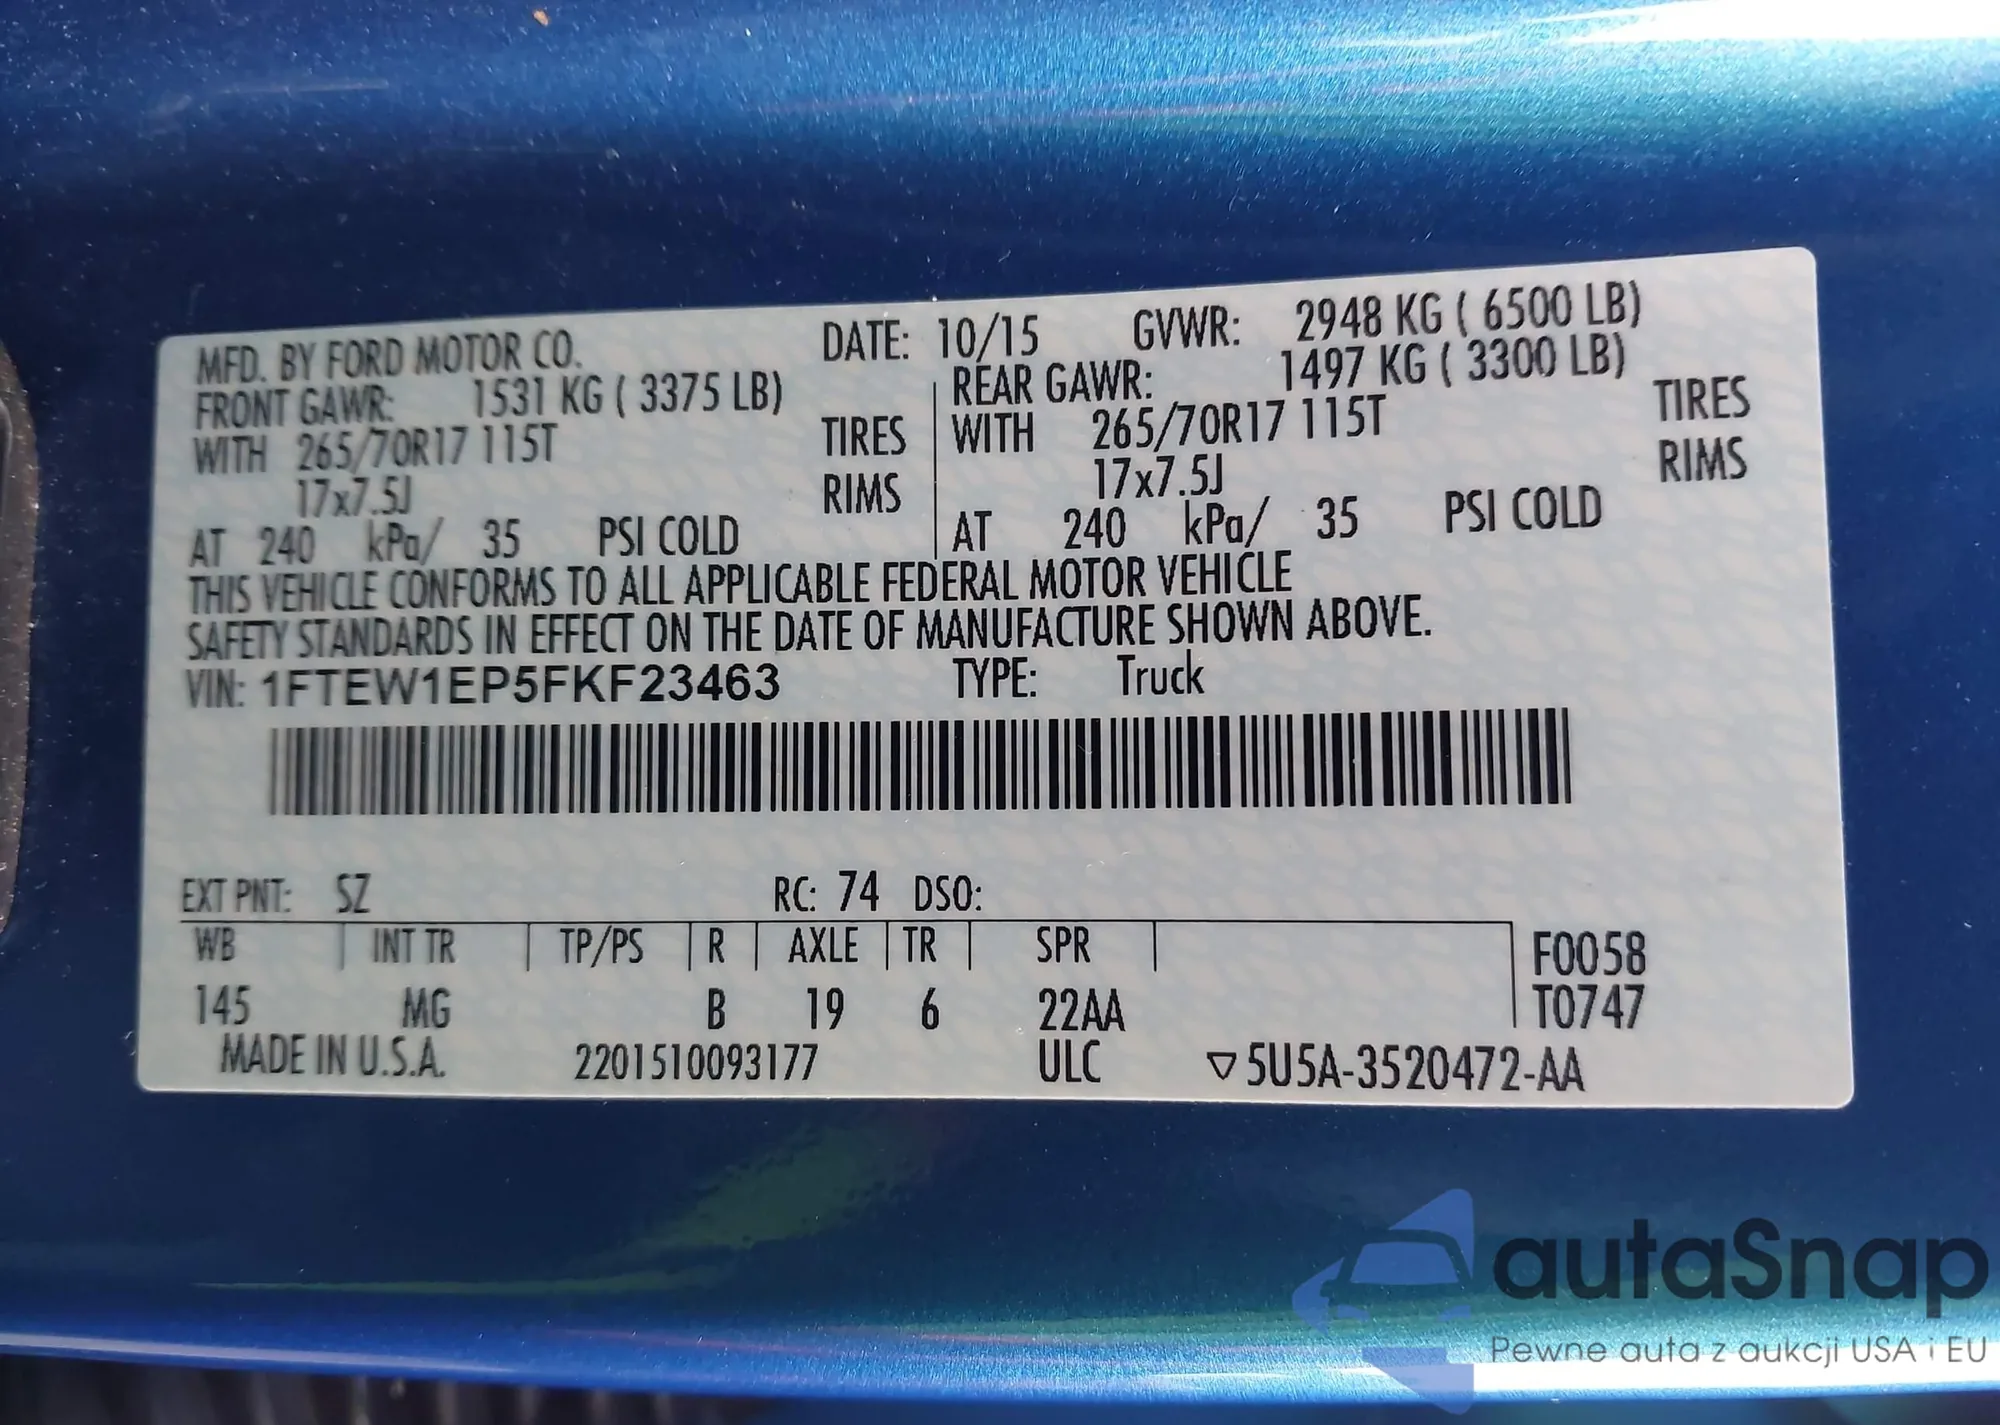 MFD. BY FORD MOTOR CO. DATE: 10/15 GVWR: 2948 KG ( 6500 LB)
FRONT GAWR: 1531 KG ( 3375 LB) REAR GAWR: 1497 KG ( 3300 LB)
WITH 265/70R17 115T TIRES WITH 265/70R17 115T TIRES
17x7.5J RIMS 17x7.5J RIMS
AT 240 kPa/ 35 PSI COLD AT 240 kPa/ 35 PSI COLD
THIS VEHICLE CONFORMS TO ALL APPLICABLE FEDERAL MOTOR VEHICLE
SAFETY STANDARDS IN EFFECT ON THE DATE OF MANUFACTURE SHOWN ABOVE.
VIN: 1FTEW1EP5FKF23463 TYPE: Truck
EXT PNT: SZ RC: 74 DSO:
WB INT TR TP/PS R AXLE TR SPR F0058
145 MG B 19 6 22AA T0747
MADE IN U.S.A. 2201510093177 ULC ▽5U5A-3520472-AA
autaSnap
Pewne auta z aukcji USA i EU